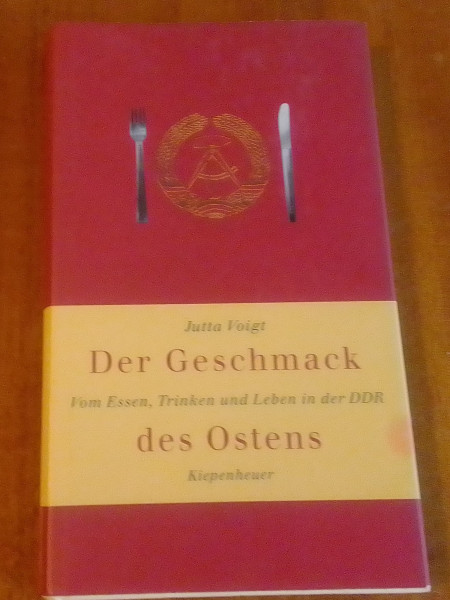 Jutta Voigt
Der Geschmack
Vom Essen, Trinken und Leben in der DDR
des Ostens
Kiepenheuer